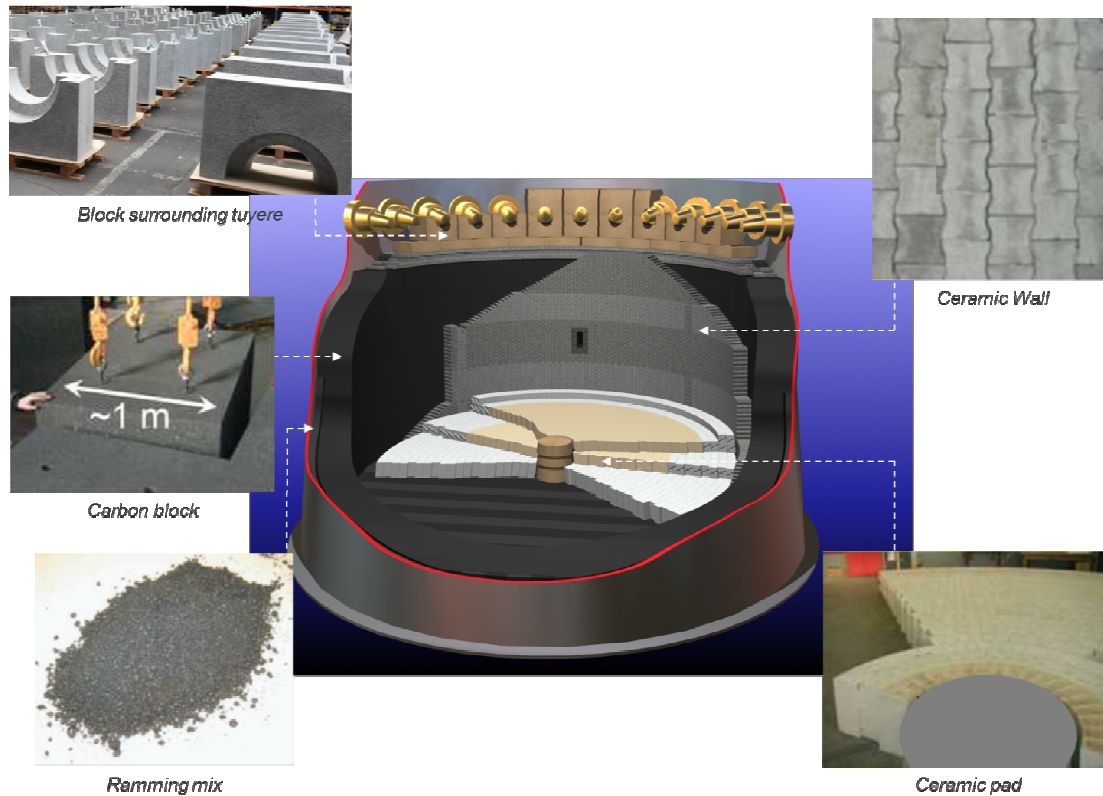 Block surrounding tuyere
Ceramic Wall
~1 m
Carbon block
Ramming mix
Ceramic pad